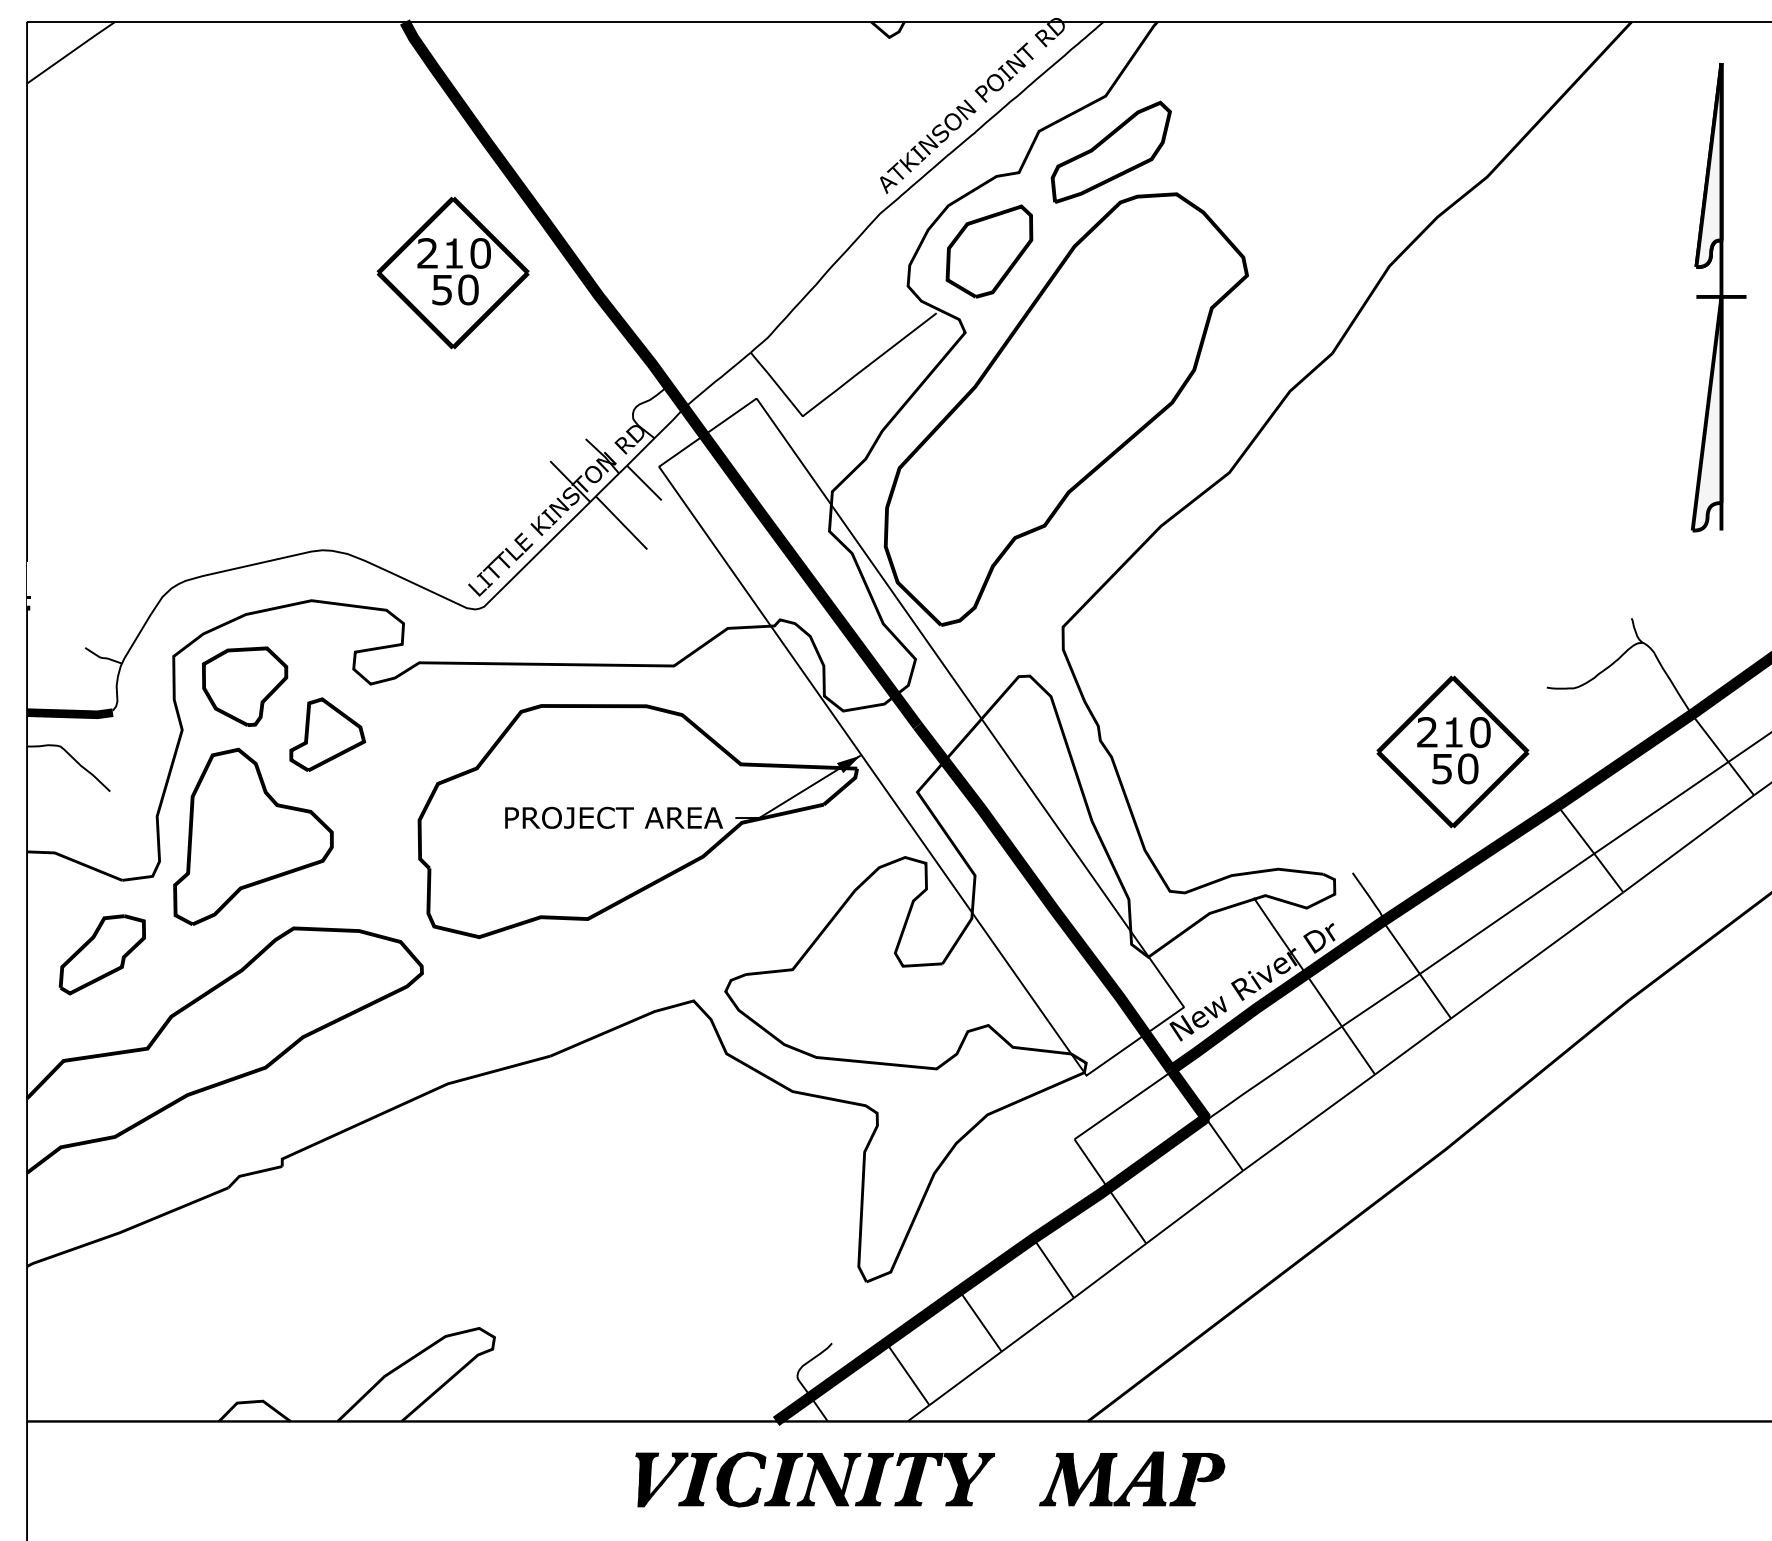 ATKINSON POINT RD
210
50
LITTLE KINSTON RD
210
50
PROJECT AREA
New River Dr
VICINITY MAP